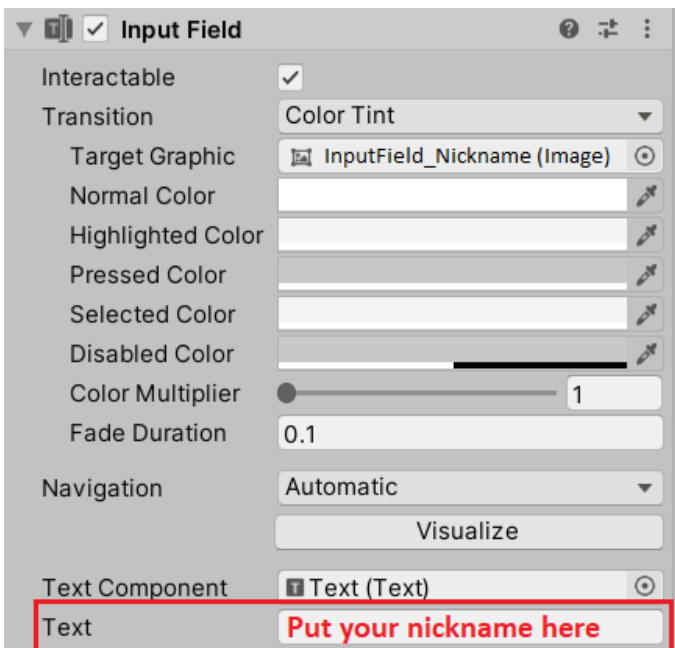 Input Field
Interactable
Transition Color Tint
Target Graphic InputField_Nickname (Image)
Normal Color
Highlighted Color
Pressed Color
Selected Color
Disabled Color
Color Multiplier 1
Fade Duration 0.1
Navigation Automatic
Visualize
Text Component Text (Text)
Text Put your nickname here